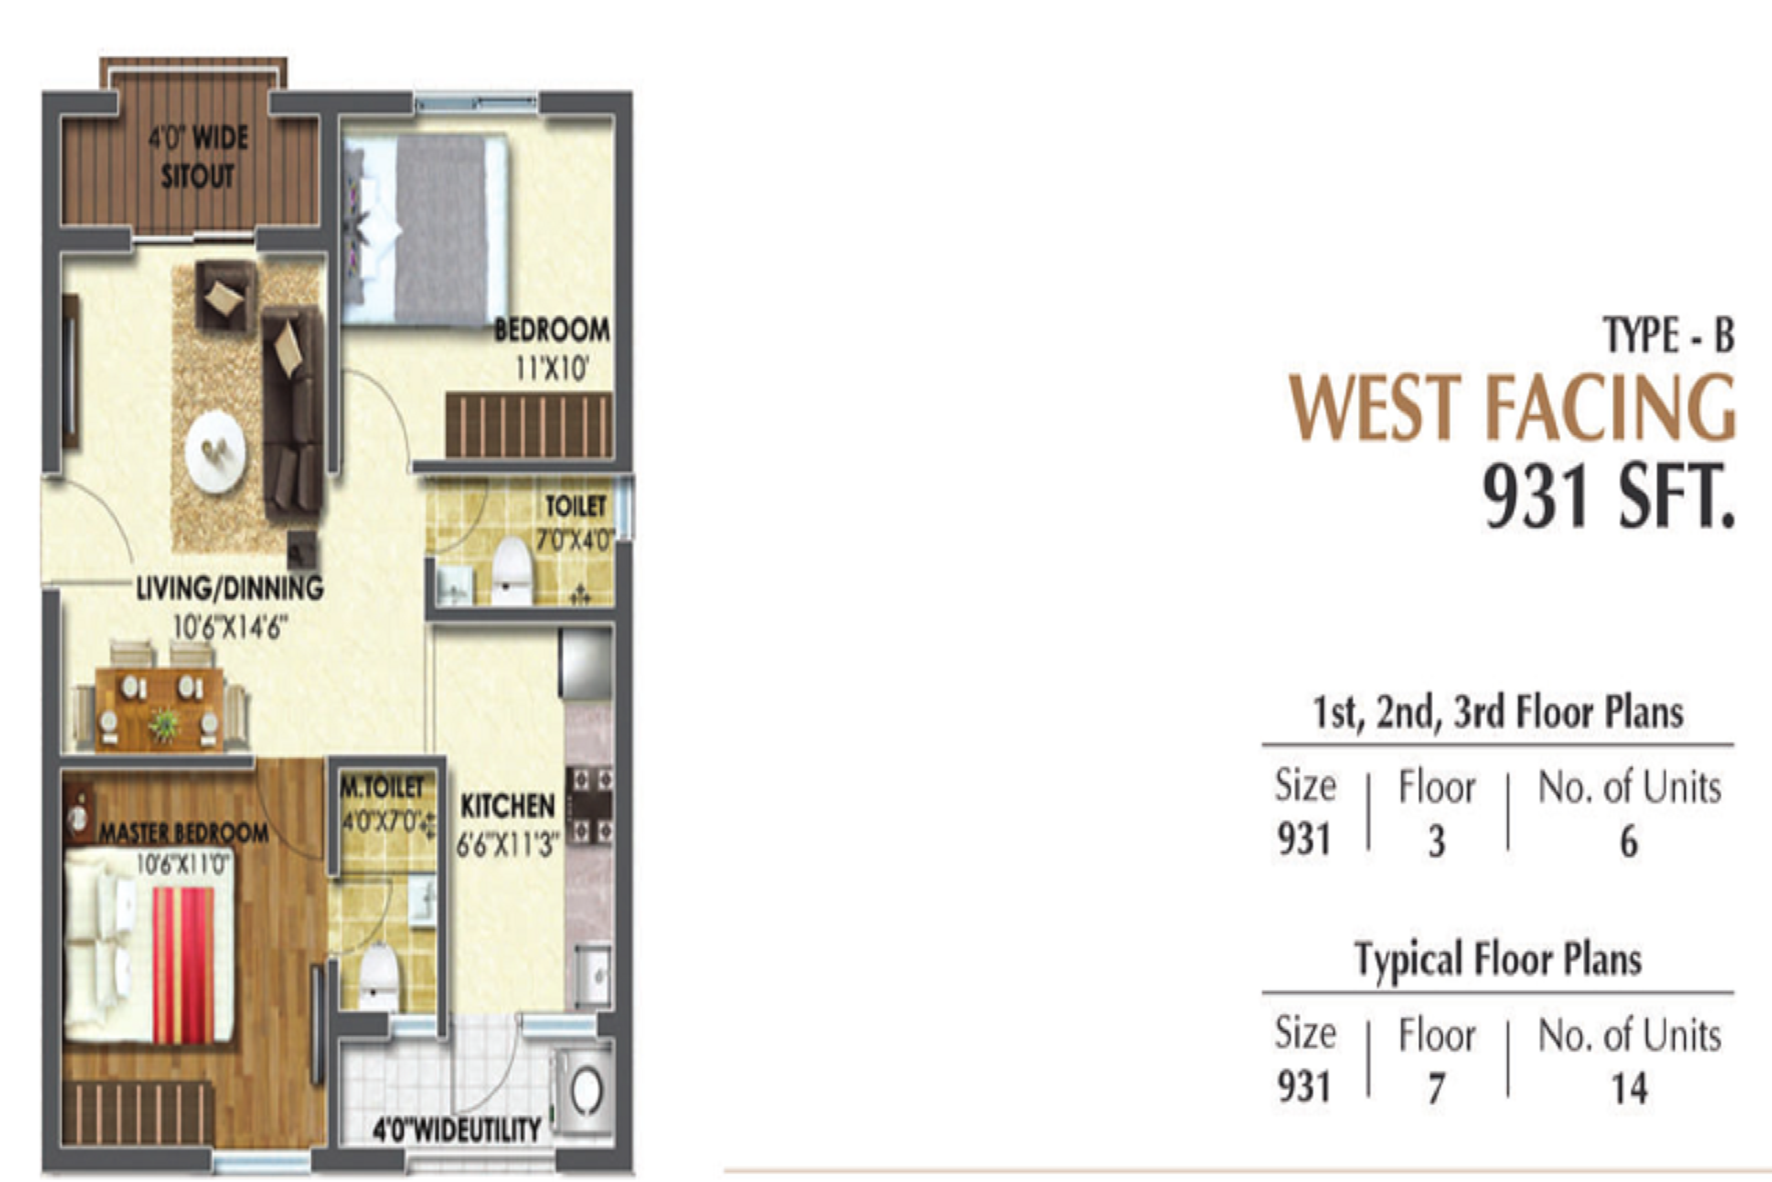 4'0" WIDE
SITOUT
BEDROOM
11'X10'
TOILET
7'0"X4'0"
LIVING/DINNING
10'6"X14'6"
M.TOILET
4'0"X7'0"
KITCHEN
6'6"X11'3"
MASTER BEDROOM
10'6"X11'0"
4'0"WIDEUTILITY
TYPE - B
WEST FACING
931 SFT.
1st, 2nd, 3rd Floor Plans
Size | Floor | No. of Units
931 | 3 | 6
Typical Floor Plans
Size | Floor | No. of Units
931 | 7 | 14